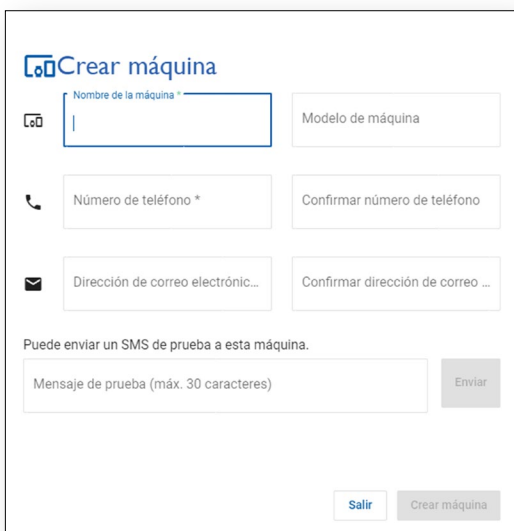 Crear máquina
Nombre de la máquina *
Modelo de máquina
Número de teléfono *
Confirmar número de teléfono
Dirección de correo electrónic...
Confirmar dirección de correo ...
Puede enviar un SMS de prueba a esta máquina.
Mensaje de prueba (máx. 30 caracteres)
Enviar
Salir
Crear máquina